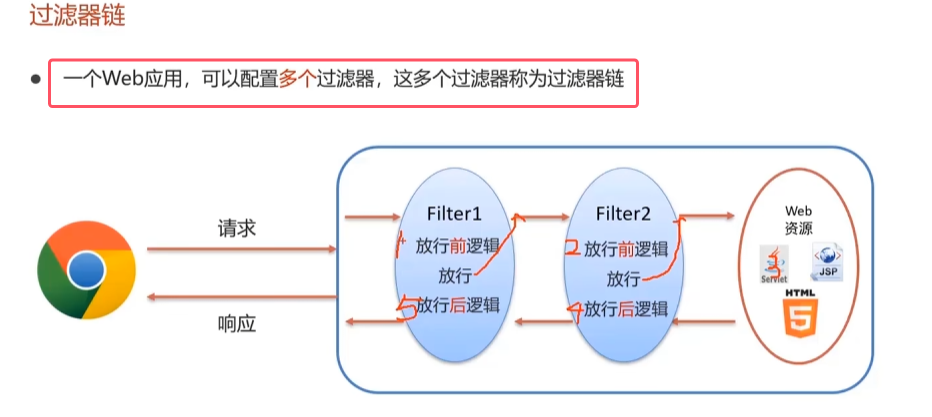 过滤器链
一个Web应用，可以配置多个过滤器，这多个过滤器称为过滤器链
请求
响应
Filter1
1 放行前逻辑
放行
5 放行后逻辑
Filter2
2 放行前逻辑
放行
4 放行后逻辑
Web
资源
3
Servlet
JSP
HTML
5